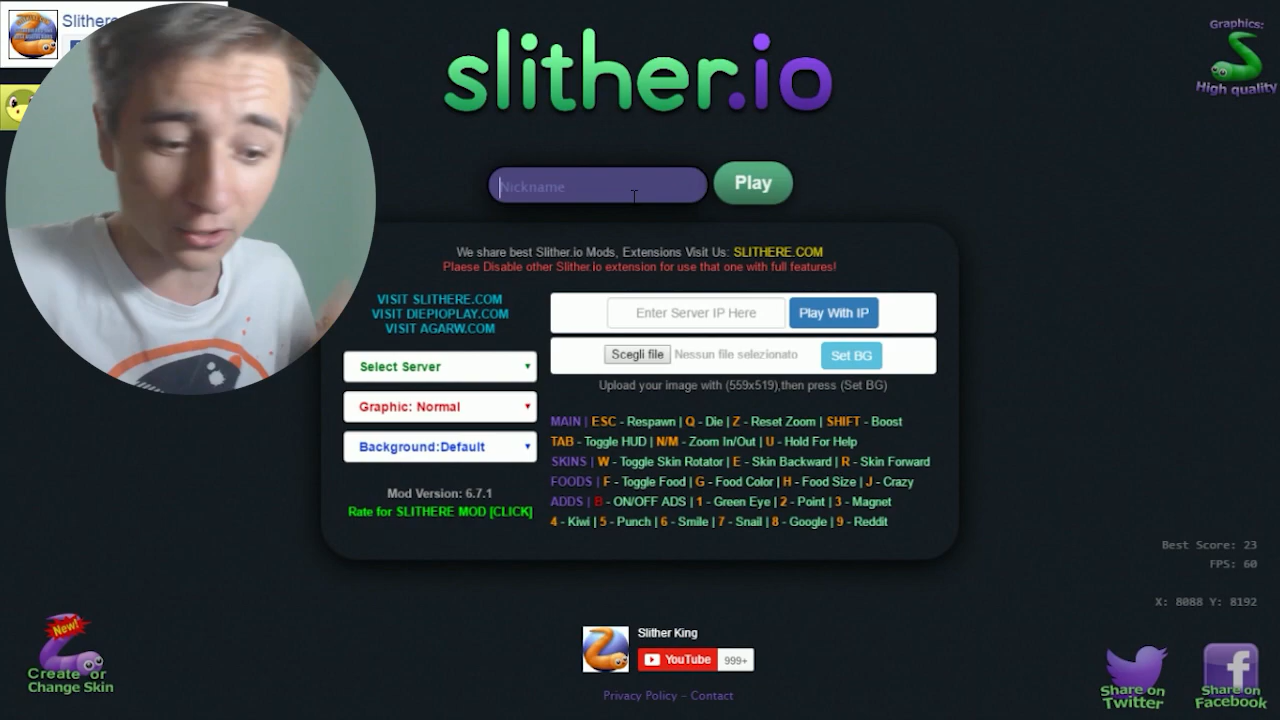 Slither
Graphics:
High quality
slither.io
Nickname
Play
We share best Slither.io Mods, Extensions Visit Us: SLITHERE.COM
Plaese Disable other Slither.io extension for use that one with full features!
VISIT SLITHERE.COM
VISIT DIEPIOPLAY.COM
VISIT AGARW.COM
Enter Server IP Here
Play With IP
Scegli file
Nessun file selezionato
Set BG
Upload your image with (559x519),then press (Set BG)
Select Server
Graphic: Normal
Background:Default
MAIN | ESC - Respawn | Q - Die | Z - Reset Zoom | SHIFT - Boost
TAB - Toggle HUD | N/M - Zoom In/Out | U - Hold For Help
SKINS | W - Toggle Skin Rotator | E - Skin Backward | R - Skin Forward
FOODS | F - Toggle Food | G - Food Color | H - Food Size | J - Crazy
ADDS | B - ON/OFF ADS | 1 - Green Eye | 2 - Point | 3 - Magnet
4 - Kiwi | 5 - Punch | 6 - Smile | 7 - Snail | 8 - Google | 9 - Reddit
Mod Version: 6.7.1
Rate for SLITHERE MOD [CLICK]
Best Score: 23
FPS: 60
X: 8088 Y: 8192
New!
Create or
Change Skin
Slither King
YouTube
999+
Privacy Policy - Contact
Share on
Twitter
Share on
Facebook